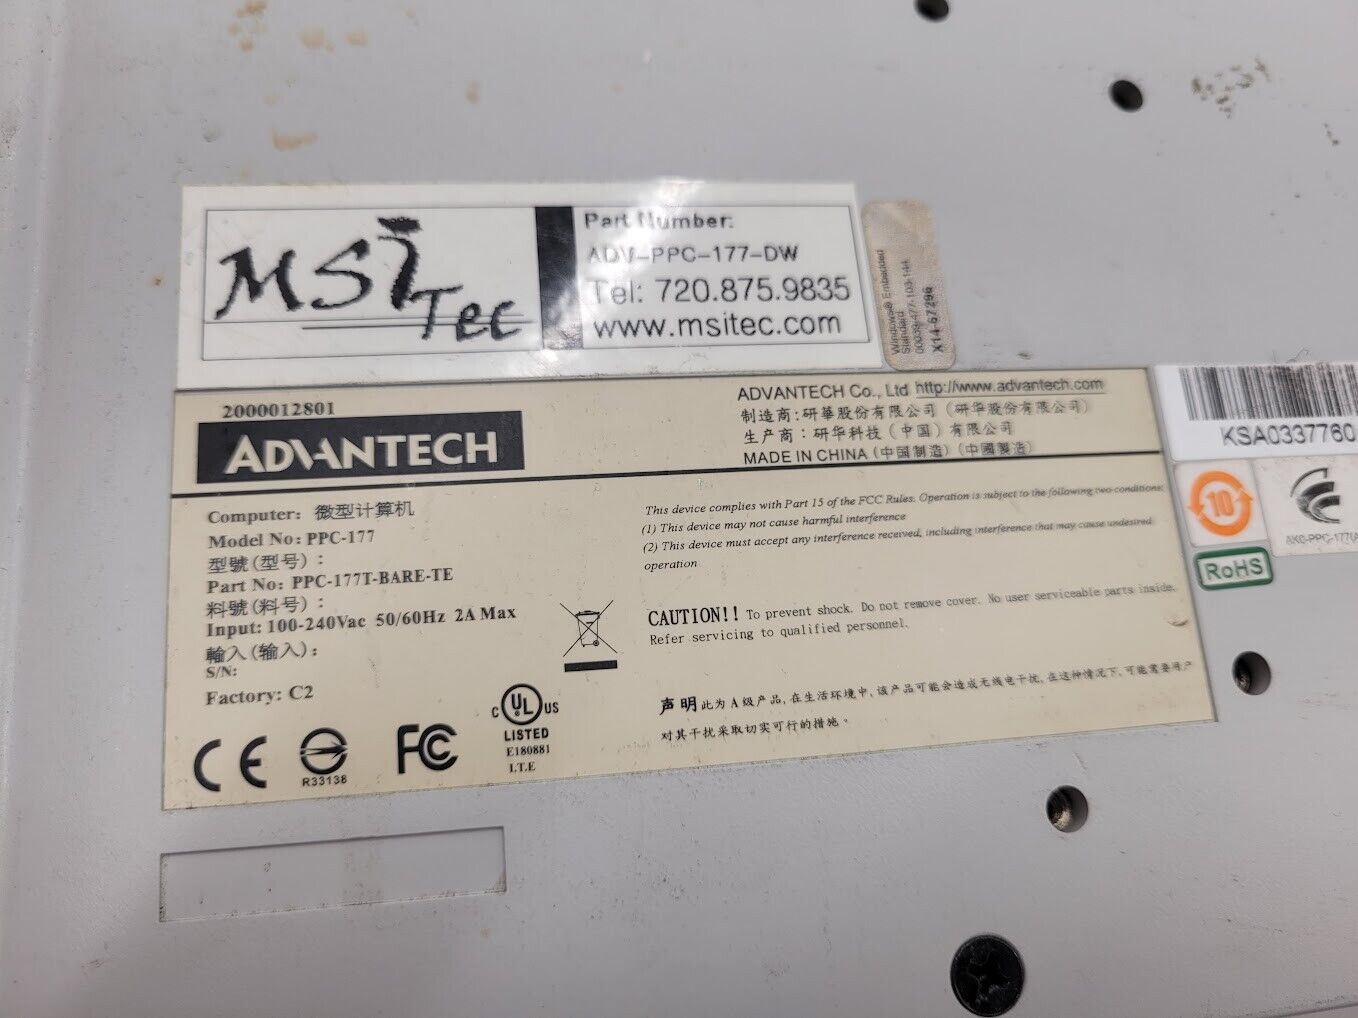 MSI Tec
Part Number:
ADV-PPC-177-DW
Tel: 720.875.9835
www.msitec.com
Windows® Embedded
Standard
X14-67296
2000012801
ADVANTECH
ADVANTECH Co., Ltd http://www.advantech.com
制造商:研華股份有限公司(研华股份有限公司)
生产商:研华科技(中国)有限公司
MADE IN CHINA (中国制造)(中國製造)
Computer: 微型计算机
Model No: PPC-177
型號(型号):
Part No: PPC-177T-BARE-TE
料號(料号):
Input: 100-240Vac 50/60Hz 2A Max
輸入(输入):
S/N:
Factory: C2
CE
R33138
FC
C UL US
LISTED
E180881
I.T.E
This device complies with Part 15 of the FCC Rules. Operation is subject to the following two conditions:
(1) This device may not cause harmful interference
(2) This device must accept any interference received, including interference that may cause undesired
operation
CAUTION!! To prevent shock. Do not remove cover. No user serviceable parts inside.
Refer servicing to qualified personnel.
声明 此为 A 级产品,在生活环境中,该产品可能会造成无线电干扰,在这种情况下,可能需要用户
对其干扰采取切实可行的措施。
KSA0337760
10
RoHS